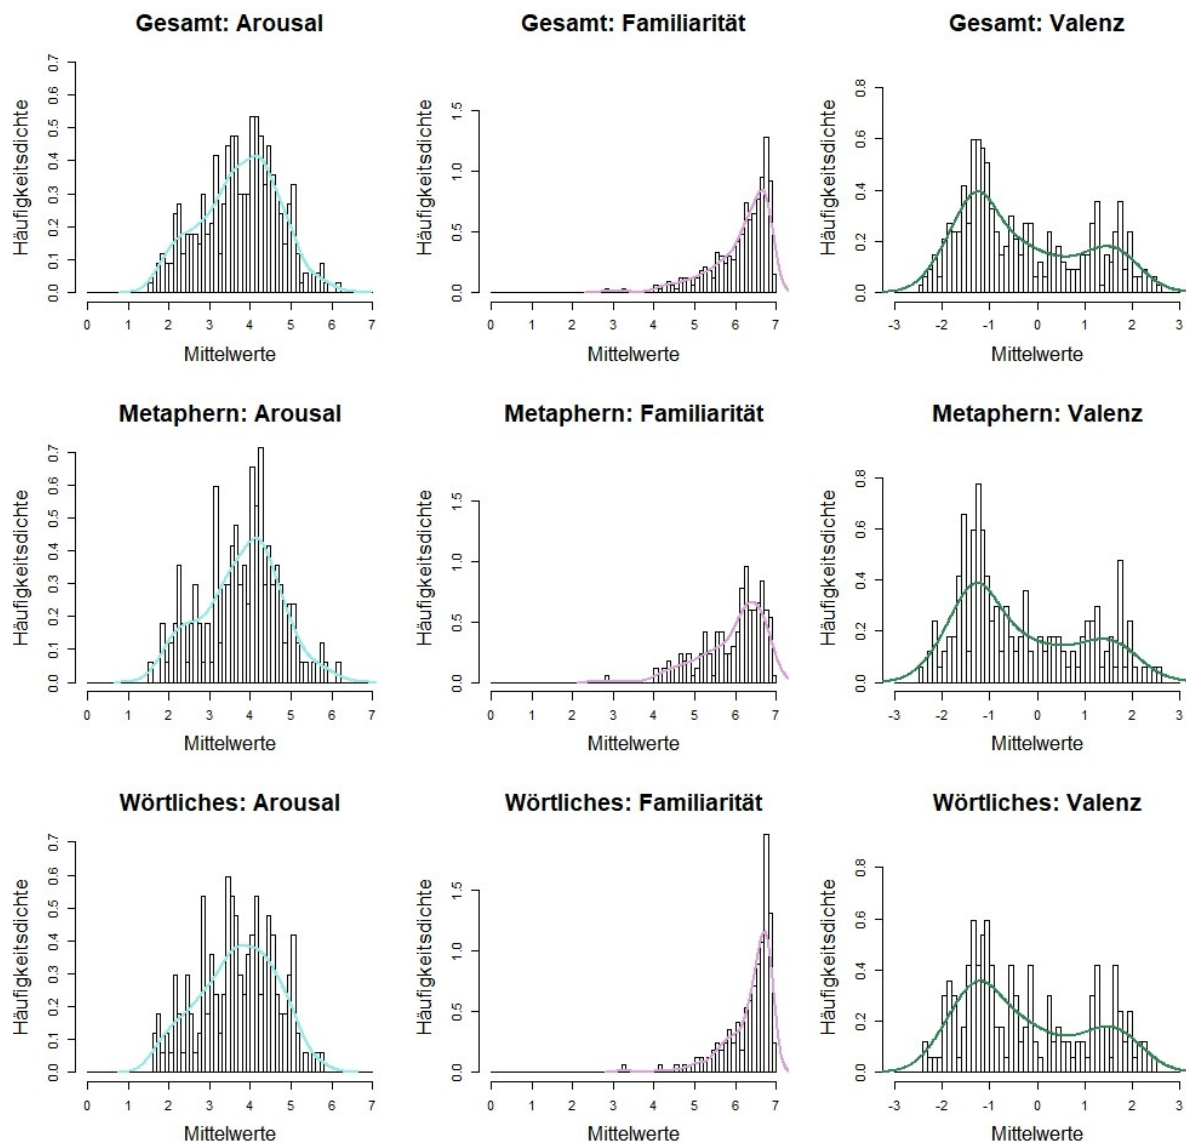 Gesamt: Arousal
Häufigkeitsdichte
0.0 0.1 0.2 0.3 0.4 0.5 0.6 0.7
0 1 2 3 4 5 6 7
Mittelwerte
Gesamt: Familiarität
Häufigkeitsdichte
0.0 0.5 1.0 1.5
0 1 2 3 4 5 6 7
Mittelwerte
Gesamt: Valenz
Häufigkeitsdichte
0.0 0.2 0.4 0.6 0.8
-3 -2 -1 0 1 2 3
Mittelwerte
Metaphern: Arousal
Häufigkeitsdichte
0.0 0.1 0.2 0.3 0.4 0.5 0.6 0.7
0 1 2 3 4 5 6 7
Mittelwerte
Metaphern: Familiarität
Häufigkeitsdichte
0.0 0.5 1.0 1.5
0 1 2 3 4 5 6 7
Mittelwerte
Metaphern: Valenz
Häufigkeitsdichte
0.0 0.2 0.4 0.6 0.8
-3 -2 -1 0 1 2 3
Mittelwerte
Wörtliches: Arousal
Häufigkeitsdichte
0.0 0.1 0.2 0.3 0.4 0.5 0.6 0.7
0 1 2 3 4 5 6 7
Mittelwerte
Wörtliches: Familiarität
Häufigkeitsdichte
0.0 0.5 1.0 1.5
0 1 2 3 4 5 6 7
Mittelwerte
Wörtliches: Valenz
Häufigkeitsdichte
0.0 0.2 0.4 0.6 0.8
-3 -2 -1 0 1 2 3
Mittelwerte